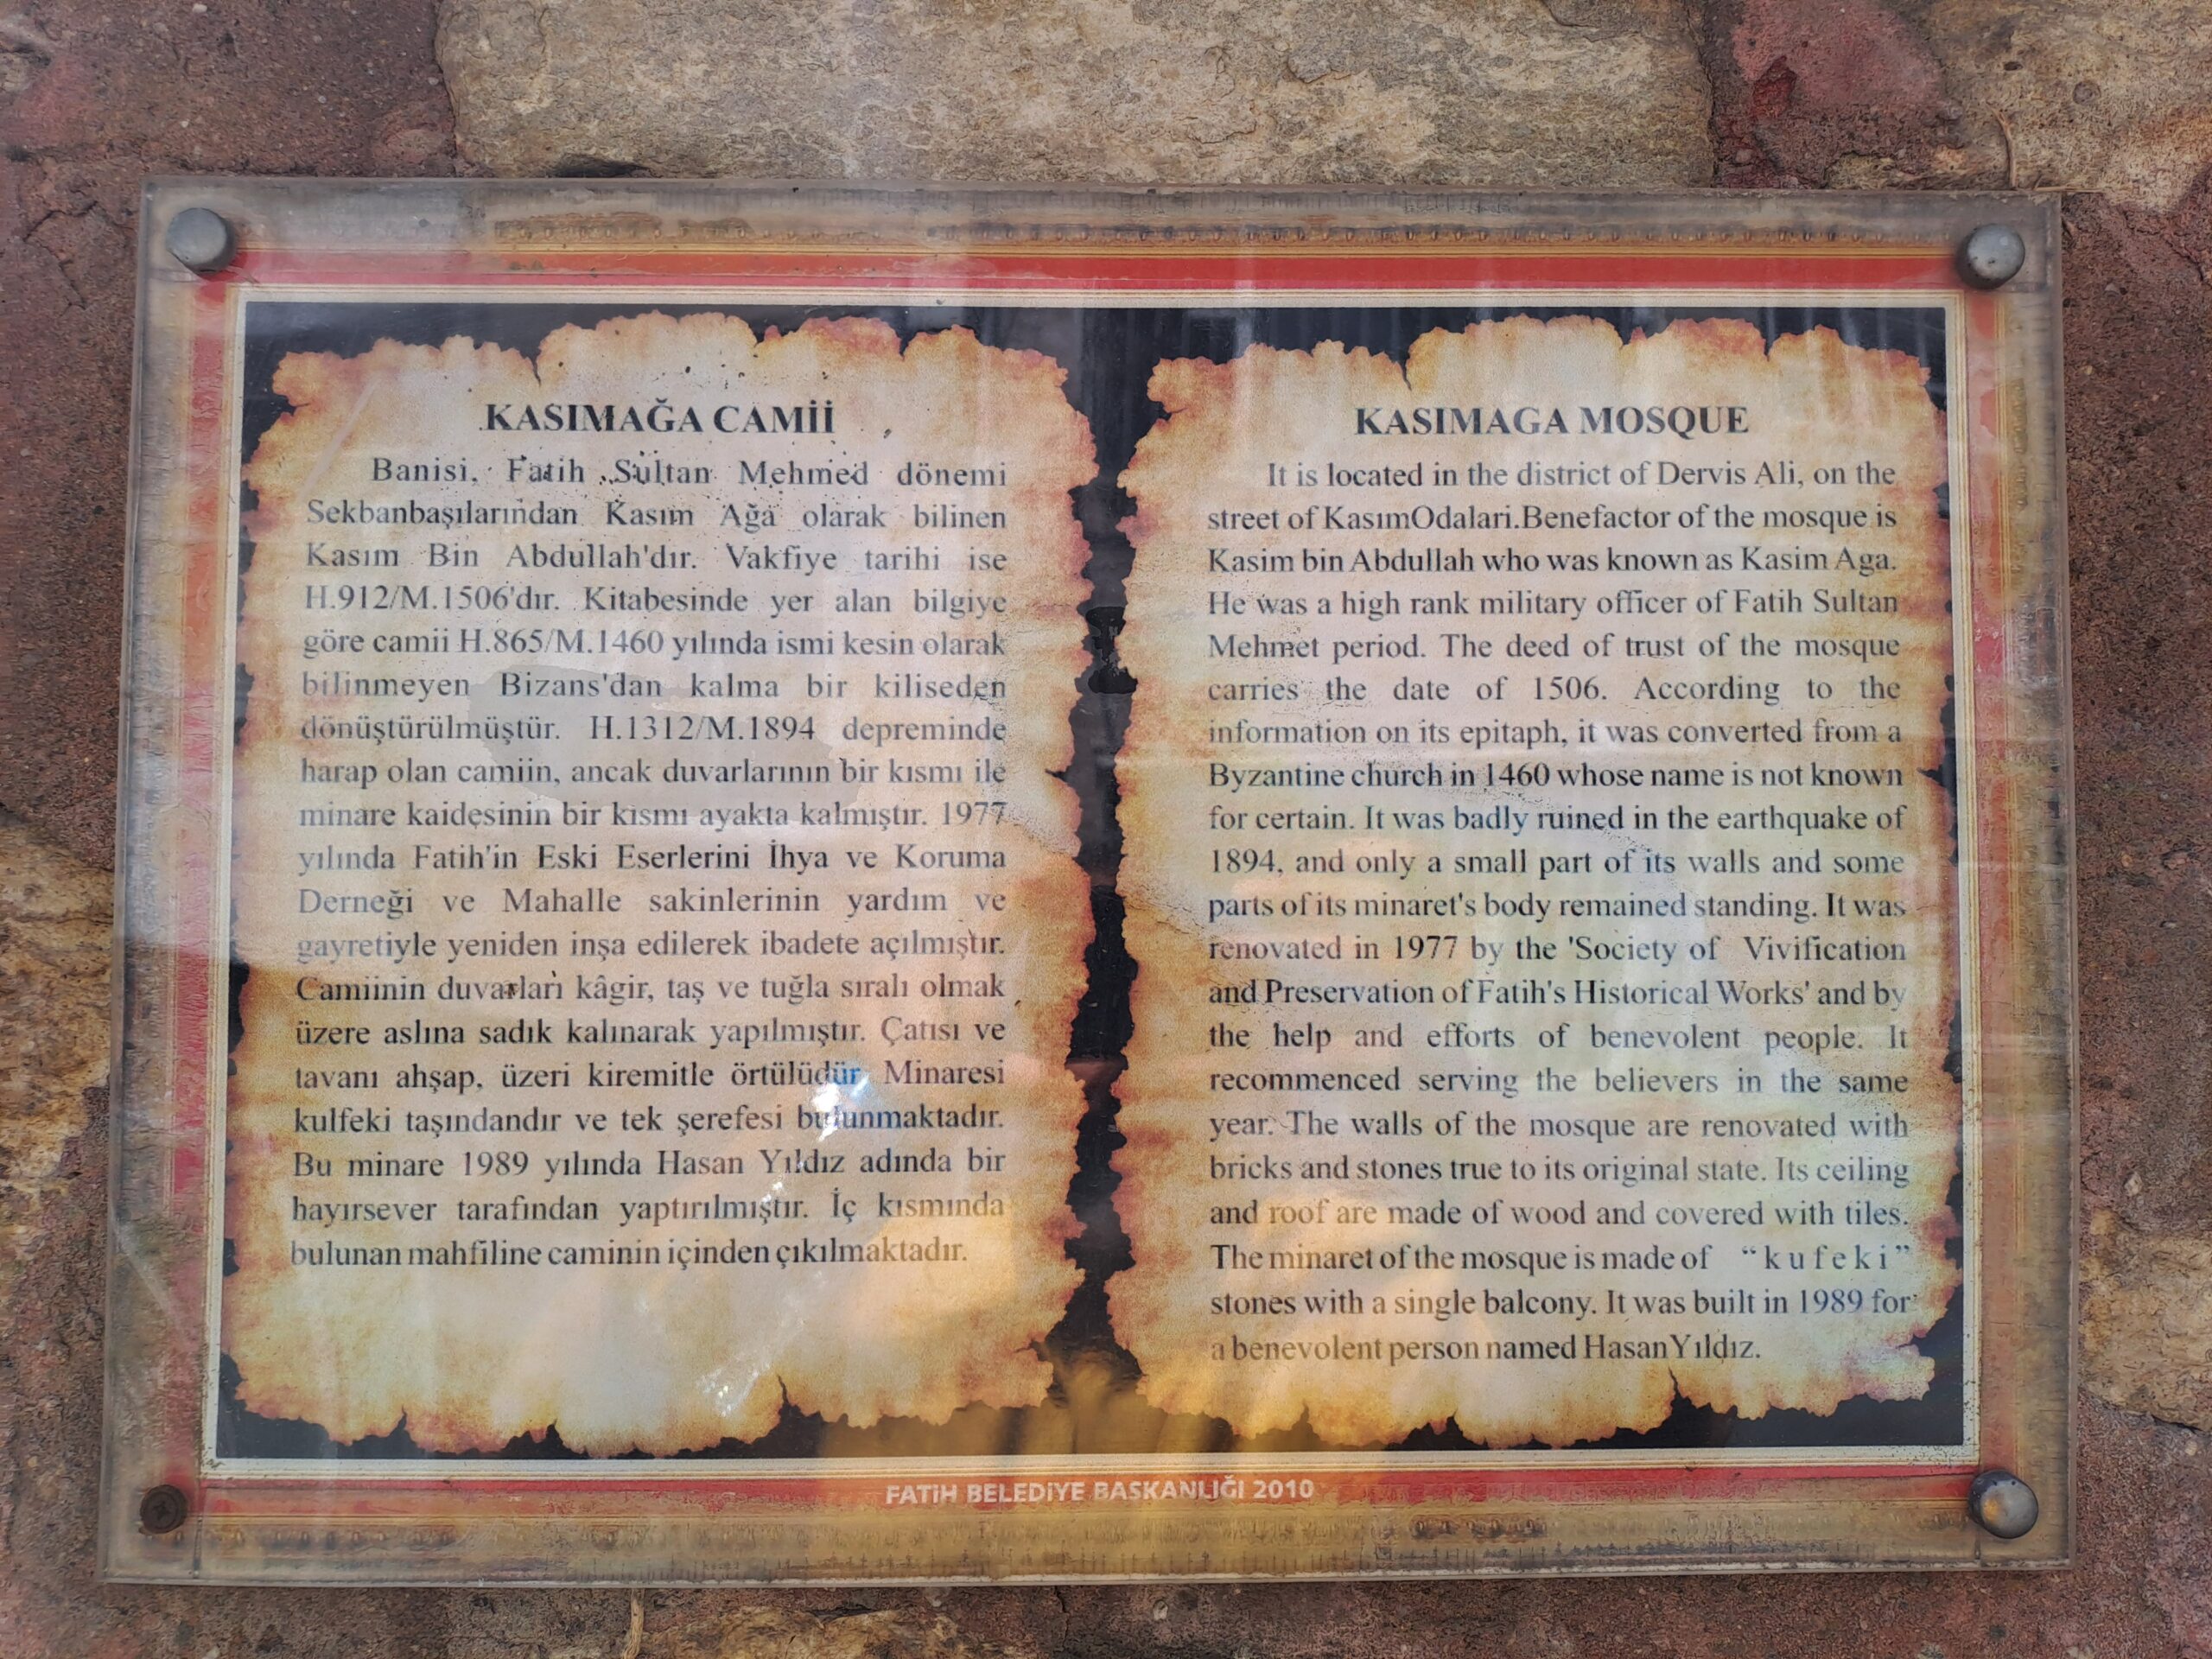 KASIMAĞA CAMİİ
Banisi, Fatih Sultan Mehmed dönemi
Sekbanbaşılarından Kasım Ağa olarak bilinen
Kasım Bin Abdullah'dır. Vakfiye tarihi ise
H.912/M.1506'dır. Kitabesinde yer alan bilgiye
göre camii H.865/M.1460 yılında ismi kesin olarak
bilinmeyen Bizans'dan kalma bir kiliseden
dönüştürülmüştür. H.1312/M.1894 depreminde
harap olan camiin, ancak duvarlarının bir kısmı ile
minare kaidesinin bir kısmı ayakta kalmıştır. 1977
yılında Fatih'in Eski Eserlerini İhya ve Koruma
Derneği ve Mahalle sakinlerinin yardım ve
gayretiyle yeniden inşa edilerek ibadete açılmıştır.
Camiinin duvarları kâgir, taş ve tuğla sıralı olmak
üzere aslına sadık kalınarak yapılmıştır. Çatısı ve
tavanı ahşap, üzeri kiremitle örtülüdür. Minaresi
kulfeki taşındandır ve tek şerefesi bulunmaktadır.
Bu minare 1989 yılında Hasan Yıldız adında bir
hayırsever tarafından yaptırılmıştır. İç kısmında
bulunan mahfiline caminin içinden çıkılmaktadır.
KASIMAGA MOSQUE
It is located in the district of Dervis Ali, on the
street of KasımOdalari.Benefactor of the mosque is
Kasim bin Abdullah who was known as Kasim Aga.
He was a high rank military officer of Fatih Sultan
Mehmet period. The deed of trust of the mosque
carries the date of 1506. According to the
information on its epitaph, it was converted from a
Byzantine church in 1460 whose name is not known
for certain. It was badly ruined in the earthquake of
1894, and only a small part of its walls and some
parts of its minaret's body remained standing. It was
renovated in 1977 by the 'Society of Vivification
and Preservation of Fatih's Historical Works' and by
the help and efforts of benevolent people. It
recommenced serving the believers in the same
year. The walls of the mosque are renovated with
bricks and stones true to its original state. Its ceiling
and roof are made of wood and covered with tiles.
The minaret of the mosque is made of “kufeki”
stones with a single balcony. It was built in 1989 for
a benevolent person named Hasan Yıldız.
FATİH BELEDİYE BAŞKANLIĞI 2010